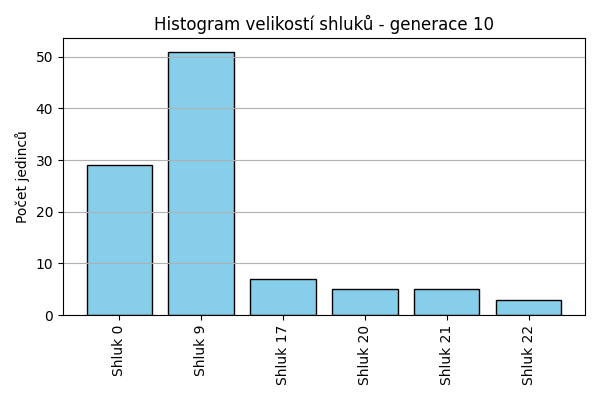 Histogram velikostí shluků - generace 10
Počet jedinců
50
40
30
20
10
0
Shluk 0
Shluk 9
Shluk 17
Shluk 20
Shluk 21
Shluk 22